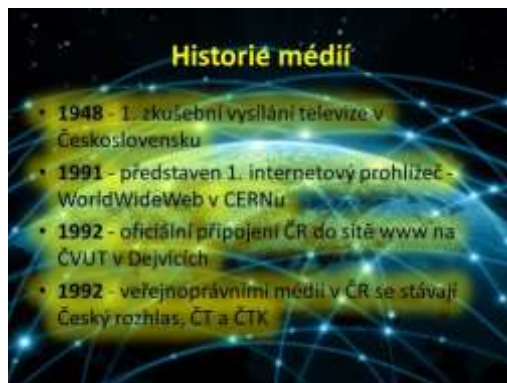 Historie médií
• 1948 - 1. zkušební vysílání televize v
Československu
• 1991 - představen 1. internetový prohlížeč -
WorldWideWeb v CERNu
• 1992 - oficiální připojení ČR do sítě www na
ČVUT v Dejvicích
• 1992 - veřejnoprávními médii v ČR se stávají
Český rozhlas, ČT a ČTK